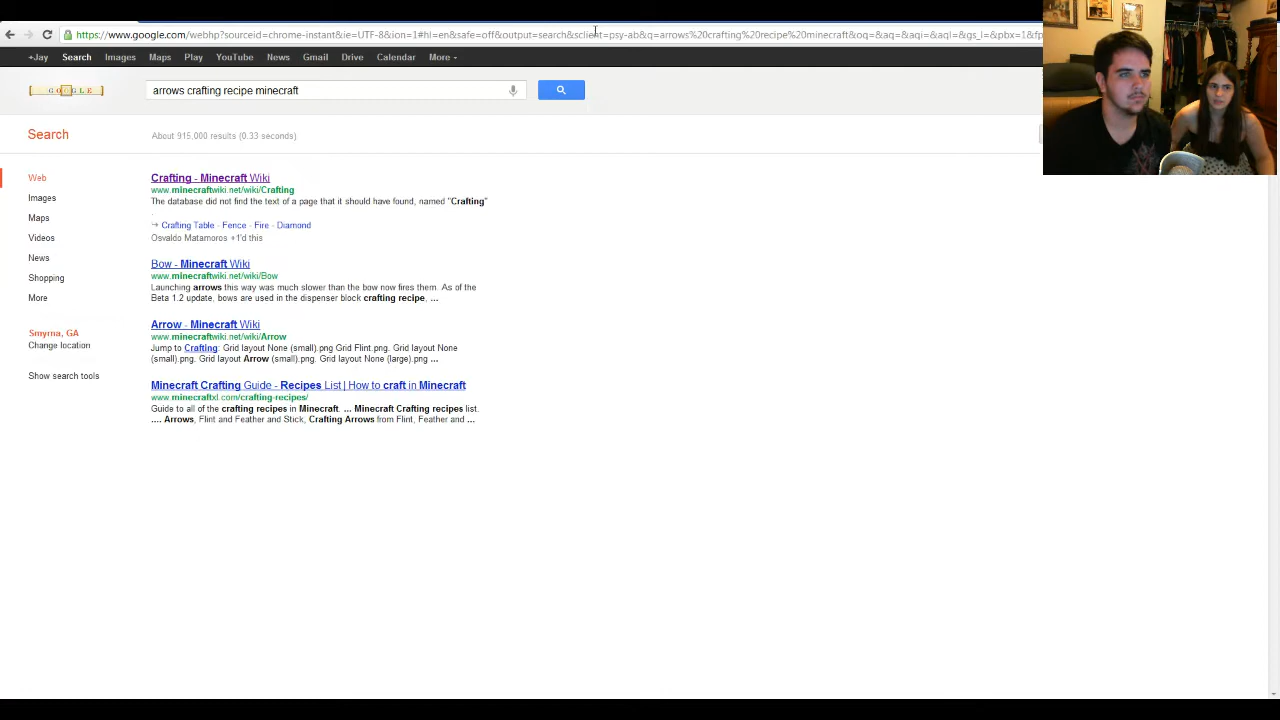 https://www.google.com/webhp?sourceid=chrome-instant&ie=UTF-8&ion=1#hl=en&safe=off&output=search&sclient=psy-ab&q=arrows%20crafting%20recipe%20minecraft&oq=&aq=&aqi=&aql=&gs_l=&pbx=1&fp
+Jay Search Images Maps Play YouTube News Gmail Drive Calendar More
GOOGLE arrows crafting recipe minecraft
Search About 915,000 results (0.33 seconds)
Web
Images
Maps
Videos
News
Shopping
More
Smyrna, GA
Change location
Show search tools
Crafting - Minecraft Wiki
www.minecraftwiki.net/wiki/Crafting
The database did not find the text of a page that it should have found, named "Crafting"
.
Crafting Table - Fence - Fire - Diamond
Osvaldo Matamoros +1'd this
Bow - Minecraft Wiki
www.minecraftwiki.net/wiki/Bow
Launching arrows this way was much slower than the bow now fires them. As of the
Beta 1.2 update, bows are used in the dispenser block crafting recipe. ...
Arrow - Minecraft Wiki
www.minecraftwiki.net/wiki/Arrow
Jump to Crafting: Grid layout None (small).png Grid Flint.png. Grid layout None
(small).png. Grid layout Arrow (small).png. Grid layout None (large).png ...
Minecraft Crafting Guide - Recipes List | How to craft in Minecraft
www.minecraftxl.com/crafting-recipes/
Guide to all of the crafting recipes in Minecraft. ... Minecraft Crafting recipes list.
.... Arrows, Flint and Feather and Stick, Crafting Arrows from Flint, Feather and ...